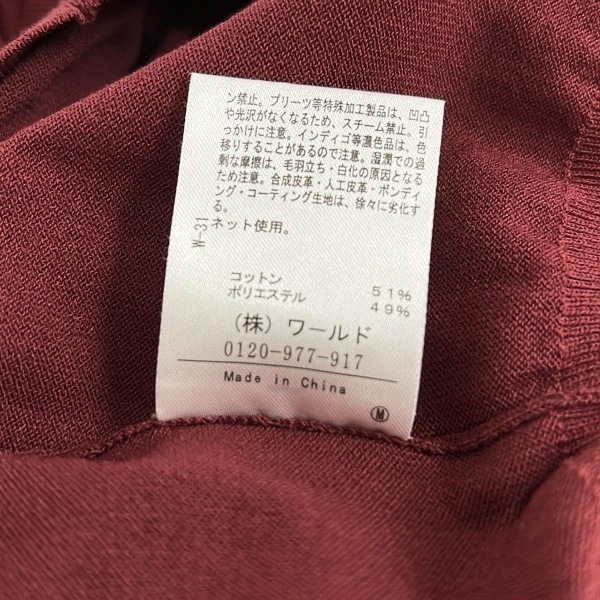 ン禁止。プリーツ等特殊加工製品は、凹凸
や光沢がなくなるため、スチーム禁止。引
っかけに注意。インディゴ等濃色品は、色
移りすることがあるので注意。湿潤での過
剰な摩擦は、毛羽立ち・白化の原因となる
ため注意。合成皮革・人工皮革・ボンディ
ング・コーティング生地は、徐々に劣化す
る。
W-31
ネット使用。
コットン 51%
ポリエステル 49%
(株) ワールド
0120-977-917
Made in China
M